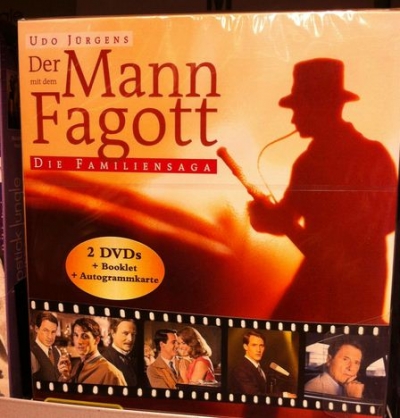 UDO JÜRGENS
Der Mann
mit dem
Fagott
DIE FAMILIENSAGA
2 DVDs
+ Booklet
+ Autogrammkarte